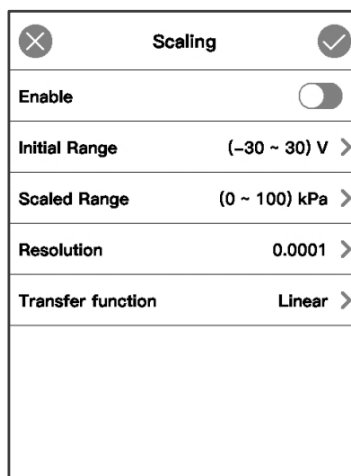 Scaling
Enable
Initial Range (-30 ~ 30) V
Scaled Range (0 ~ 100) kPa
Resolution 0.0001
Transfer function Linear